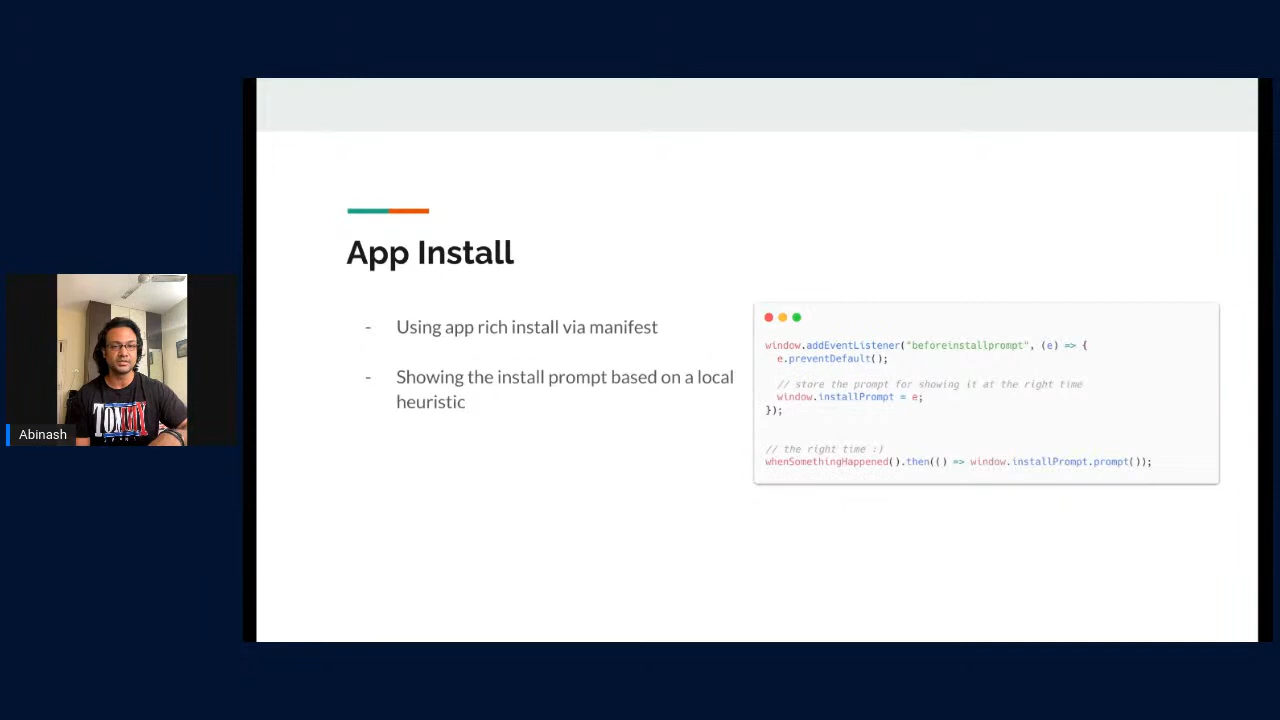 App Install
- Using app rich install via manifest
- Showing the install prompt based on a local
heuristic
window.addEventListener("beforeinstallprompt", (e) => {
e.preventDefault();
// store the prompt for showing it at the right time
window.installPrompt = e;
});
// the right time :)
whenSomethingHappened().then(() => window.installPrompt.prompt());
Abinash